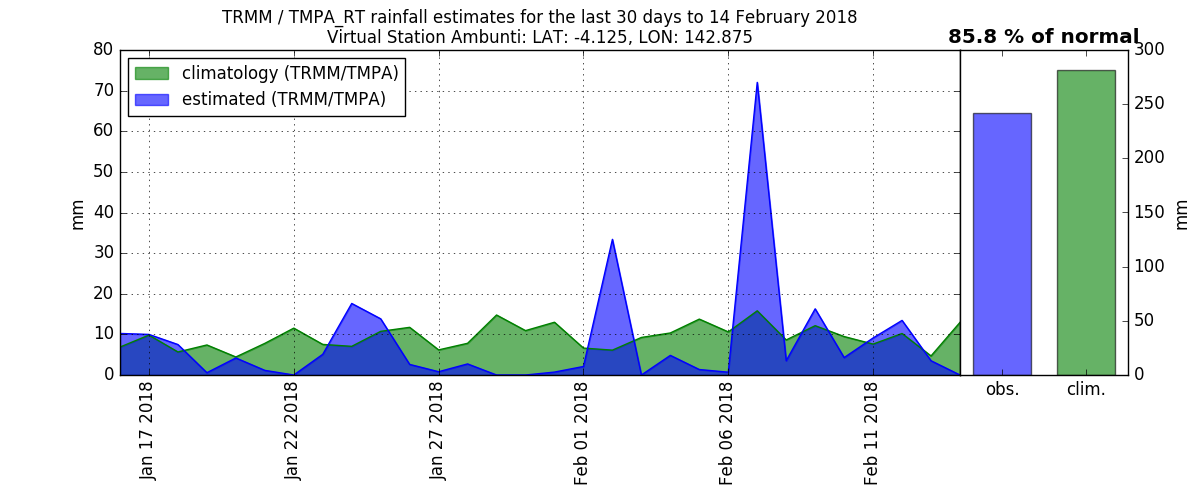 TRMM / TMPA_RT rainfall estimates for the last 30 days to 14 February 2018
Virtual Station Ambunti: LAT: -4.125, LON: 142.875
85.8 % of normal
climatology (TRMM/TMPA)
estimated (TRMM/TMPA)
80
70
60
50
40
30
20
10
0
mm
Jan 17 2018
Jan 22 2018
Jan 27 2018
Feb 01 2018
Feb 06 2018
Feb 11 2018
obs.
clim.
300
250
200
150
100
50
0
mm